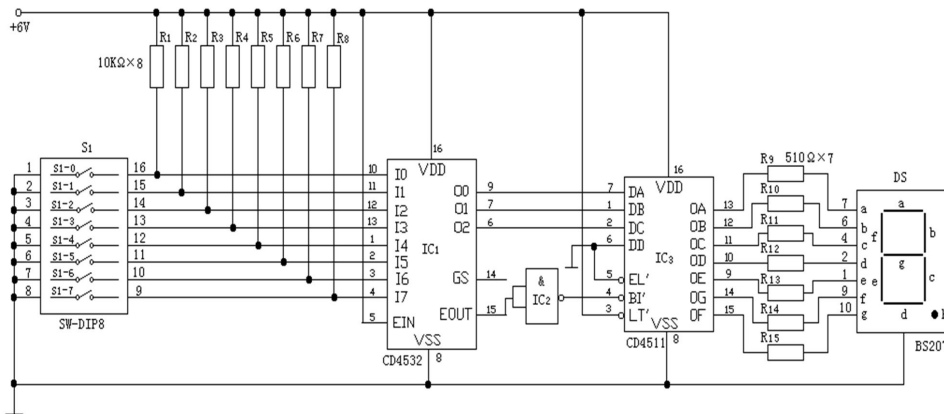 +6V
R1 R2 R3 R4 R5 R6 R7 R8
10KΩ×8
S1
1 S1-0 16
2 S1-1 15
3 S1-2 14
4 S1-3 13
5 S1-4 12
6 S1-5 11
7 S1-6 10
8 S1-7 9
SW-DIP8
16
VDD
10 I0
11 I1
12 I2
13 I3
1 I4
2 I5
3 I6
4 I7
5 EIN
O0 9
O1 7
O2 6
IC1
GS 14
EOUT 15
VSS
8
CD4532
&
IC2
16
VDD
7 DA
1 DB
2 DC
6 DD
IC3
5 EL'
4 BI'
3 LT'
OA 13
OB 12
OC 11
OD 10
OE 9
OG 14
OF 15
VSS
8
CD4511
R9 510Ω×7
R10
R11
R12
R13
R14
R15
DS
7 a
6 b
4 c
2 d
1 e
9 f
10 g
a
f b
g
e c
d
BS207